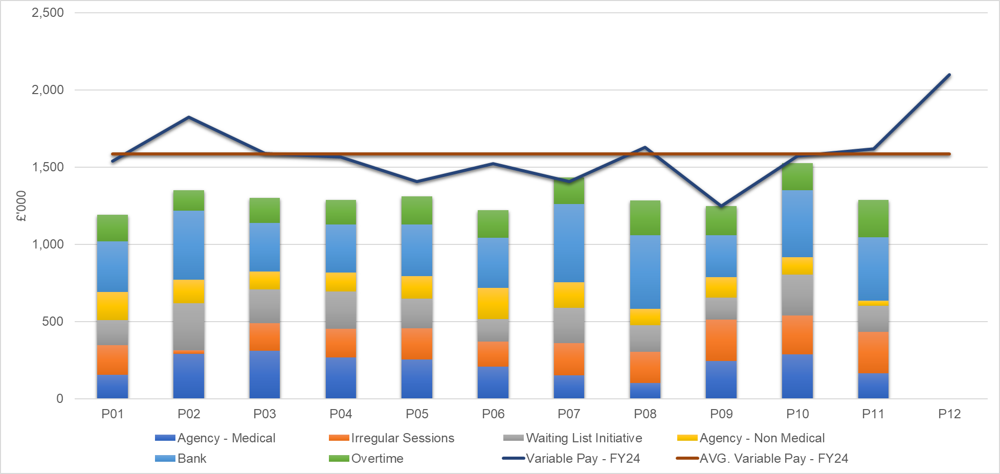 2,500
2,000
1,500
1,000
500
0
£'000
P01 P02 P03 P04 P05 P06 P07 P08 P09 P10 P11 P12
Agency - Medical Irregular Sessions Waiting List Initiative Agency - Non Medical
Bank Overtime Variable Pay - FY24 AVG. Variable Pay - FY24